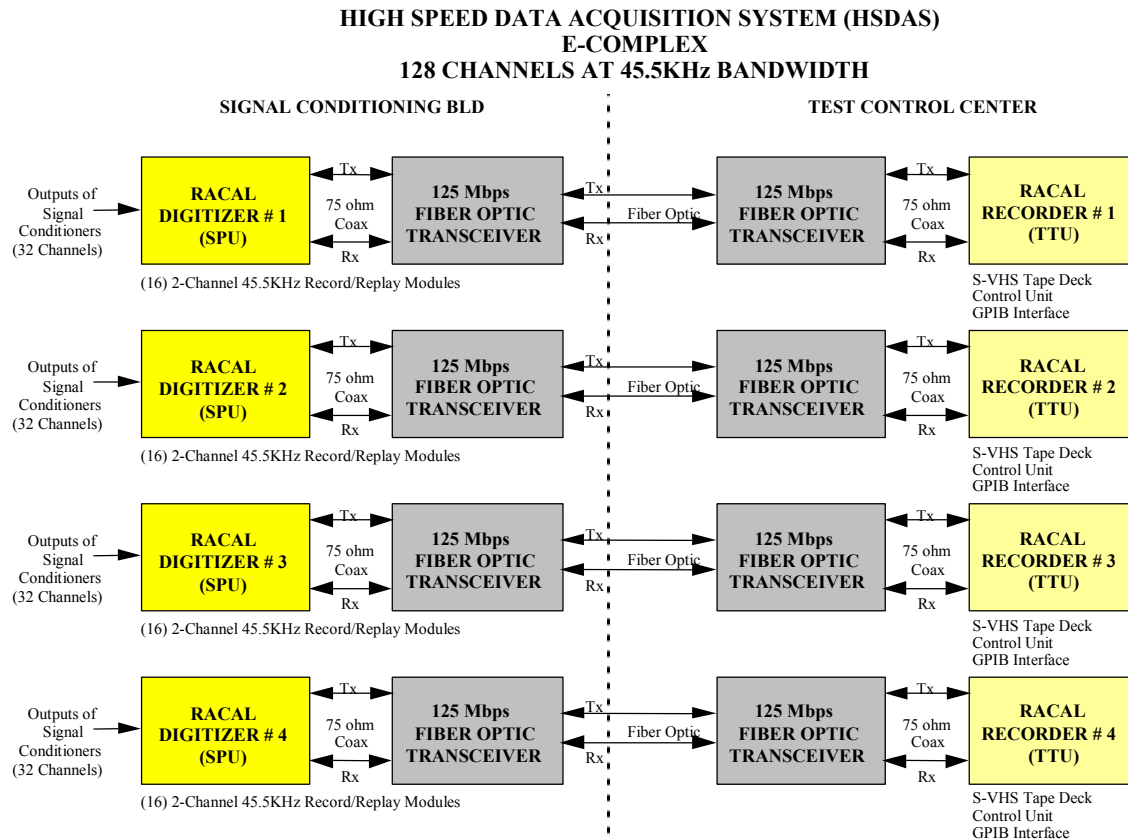 HIGH SPEED DATA ACQUISITION SYSTEM (HSDAS)
E-COMPLEX
128 CHANNELS AT 45.5KHz BANDWIDTH
SIGNAL CONDITIONING BLD
TEST CONTROL CENTER
Outputs of
Signal
Conditioners
(32 Channels)
RACAL
DIGITIZER # 1
(SPU)
Tx
75 ohm
Coax
Rx
125 Mbps
FIBER OPTIC
TRANSCEIVER
Tx
Fiber Optic
Rx
125 Mbps
FIBER OPTIC
TRANSCEIVER
Tx
75 ohm
Coax
Rx
RACAL
RECORDER # 1
(TTU)
(16) 2-Channel 45.5KHz Record/Replay Modules
S-VHS Tape Deck
Control Unit
GPIB Interface
Outputs of
Signal
Conditioners
(32 Channels)
RACAL
DIGITIZER # 2
(SPU)
Tx
75 ohm
Coax
Rx
125 Mbps
FIBER OPTIC
TRANSCEIVER
Tx
Fiber Optic
Rx
125 Mbps
FIBER OPTIC
TRANSCEIVER
Tx
75 ohm
Coax
Rx
RACAL
RECORDER # 2
(TTU)
(16) 2-Channel 45.5KHz Record/Replay Modules
S-VHS Tape Deck
Control Unit
GPIB Interface
Outputs of
Signal
Conditioners
(32 Channels)
RACAL
DIGITIZER # 3
(SPU)
Tx
75 ohm
Coax
Rx
125 Mbps
FIBER OPTIC
TRANSCEIVER
Tx
Fiber Optic
Rx
125 Mbps
FIBER OPTIC
TRANSCEIVER
Tx
75 ohm
Coax
Rx
RACAL
RECORDER # 3
(TTU)
(16) 2-Channel 45.5KHz Record/Replay Modules
S-VHS Tape Deck
Control Unit
GPIB Interface
Outputs of
Signal
Conditioners
(32 Channels)
RACAL
DIGITIZER # 4
(SPU)
Tx
75 ohm
Coax
Rx
125 Mbps
FIBER OPTIC
TRANSCEIVER
Tx
Fiber Optic
Rx
125 Mbps
FIBER OPTIC
TRANSCEIVER
Tx
75 ohm
Coax
Rx
RACAL
RECORDER # 4
(TTU)
(16) 2-Channel 45.5KHz Record/Replay Modules
S-VHS Tape Deck
Control Unit
GPIB Interface